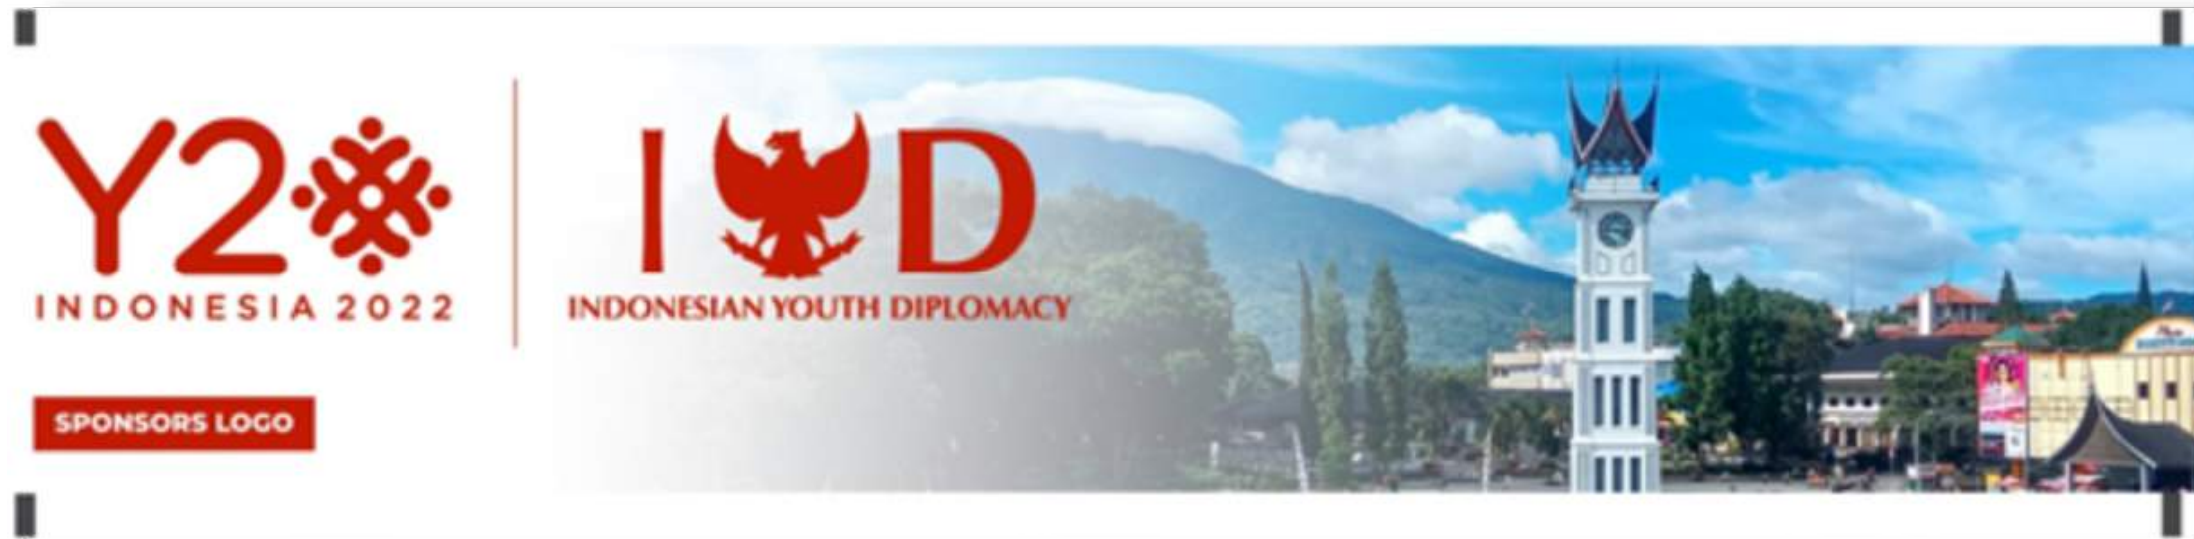 Y20
INDONESIA 2022
IYD
INDONESIAN YOUTH DIPLOMACY
SPONSORS LOGO